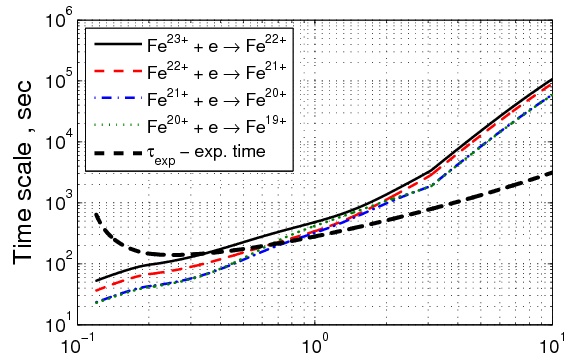 10^6
10^5
10^4
10^3
10^2
10^1
Time scale , sec
Fe^23+ + e → Fe^22+
Fe^22+ + e → Fe^21+
Fe^21+ + e → Fe^20+
Fe^20+ + e → Fe^19+
τ_exp – exp. time
10^-1
10^0
10^1